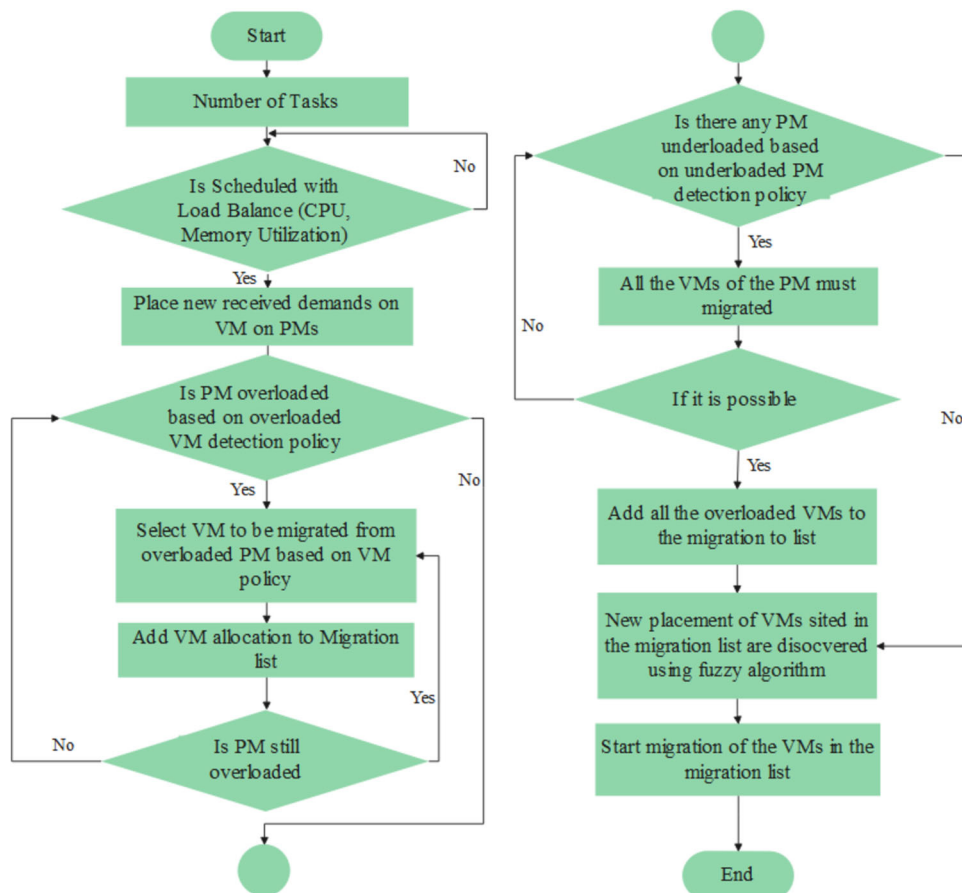 Start
Number of Tasks
No
Is Scheduled with
Load Balance (CPU,
Memory Utilization)
Yes
Place new received demands on
VM on PMs
Is PM overloaded
based on overloaded
VM detection policy
No
Yes
Select VM to be migrated from
overloaded PM based on VM
policy
Add VM allocation to Migration
list
Yes
No
Is PM still
overloaded
Is there any PM
underloaded based
on underloaded PM
detection policy
Yes
All the VMs of the PM must
migrated
No
If it is possible
No
Yes
Add all the overloaded VMs to
the migration to list
New placement of VMs sited in
the migration list are disocvered
using fuzzy algorithm
Start migration of the VMs in the
migration list
End